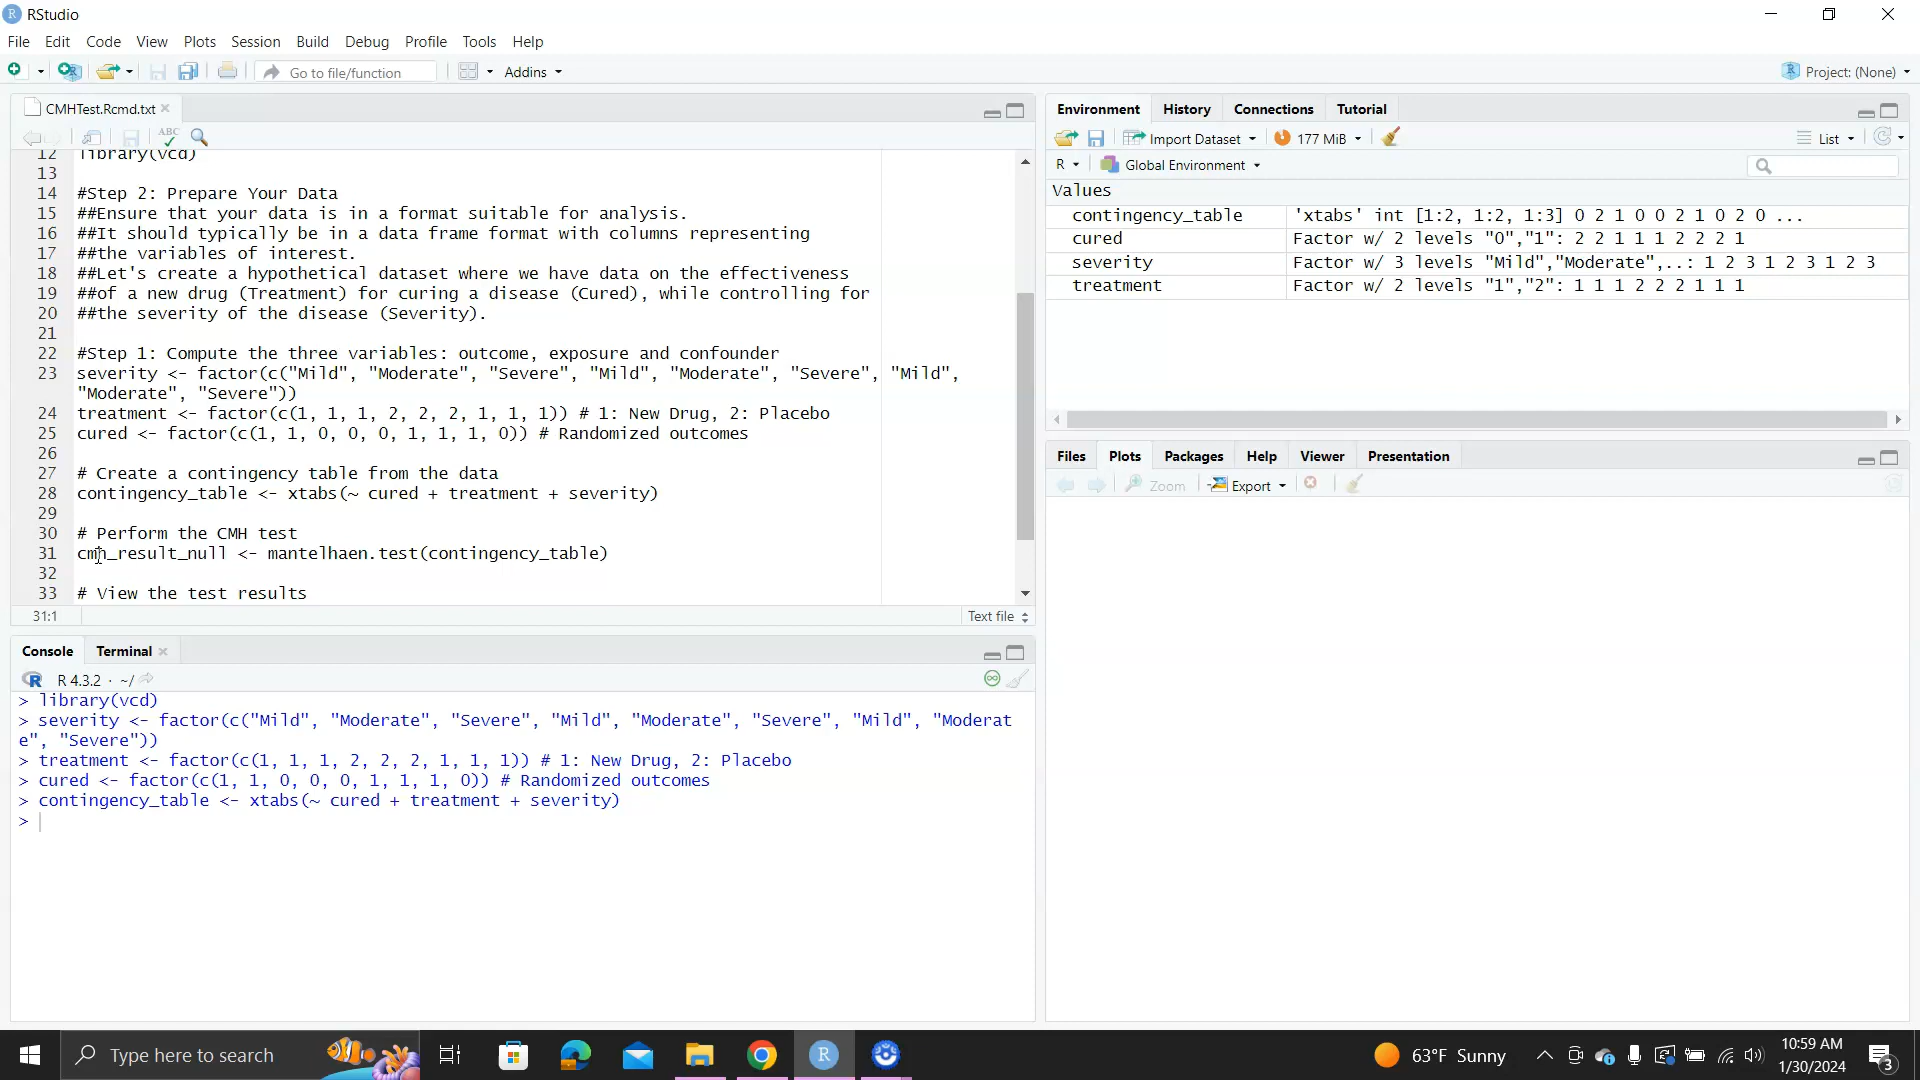 RStudio
File Edit Code View Plots Session Build Debug Profile Tools Help
Go to file/function Addins Project: (None)
CMHTest.Rcmd.txt
ABC
12 library(vcd)
13
14 #Step 2: Prepare Your Data
15 ##Ensure that your data is in a format suitable for analysis.
16 ##It should typically be in a data frame format with columns representing
17 ##the variables of interest.
18 ##Let's create a hypothetical dataset where we have data on the effectiveness
19 ##of a new drug (Treatment) for curing a disease (Cured), while controlling for
20 ##the severity of the disease (Severity).
21
22 #Step 1: Compute the three variables: outcome, exposure and confounder
23 severity <- factor(c("Mild", "Moderate", "Severe", "Mild", "Moderate", "Severe", "Mild",
"Moderate", "Severe"))
24 treatment <- factor(c(1, 1, 1, 2, 2, 2, 1, 1, 1)) # 1: New Drug, 2: Placebo
25 cured <- factor(c(1, 1, 0, 0, 0, 1, 1, 1, 0)) # Randomized outcomes
26
27 # Create a contingency table from the data
28 contingency_table <- xtabs(~ cured + treatment + severity)
29
30 # Perform the CMH test
31 cmh_result_null <- mantelhaen.test(contingency_table)
32
33 # View the test results
31:1 Text file
Console Terminal
R R 4.3.2 · ~/
> library(vcd)
> severity <- factor(c("Mild", "Moderate", "Severe", "Mild", "Moderate", "Severe", "Mild", "Moderat
e", "Severe"))
> treatment <- factor(c(1, 1, 1, 2, 2, 2, 1, 1, 1)) # 1: New Drug, 2: Placebo
> cured <- factor(c(1, 1, 0, 0, 0, 1, 1, 1, 0)) # Randomized outcomes
> contingency_table <- xtabs(~ cured + treatment + severity)
>
Environment History Connections Tutorial
Import Dataset 177 MiB List
R Global Environment
Values
contingency_table 'xtabs' int [1:2, 1:2, 1:3] 0 2 1 0 0 2 1 0 2 0 ...
cured Factor w/ 2 levels "0","1": 2 2 1 1 1 2 2 2 1
severity Factor w/ 3 levels "Mild","Moderate",..: 1 2 3 1 2 3 1 2 3
treatment Factor w/ 2 levels "1","2": 1 1 1 2 2 2 1 1 1
Files Plots Packages Help Viewer Presentation
Zoom Export
Type here to search
R
63°F Sunny
10:59 AM
1/30/2024
3